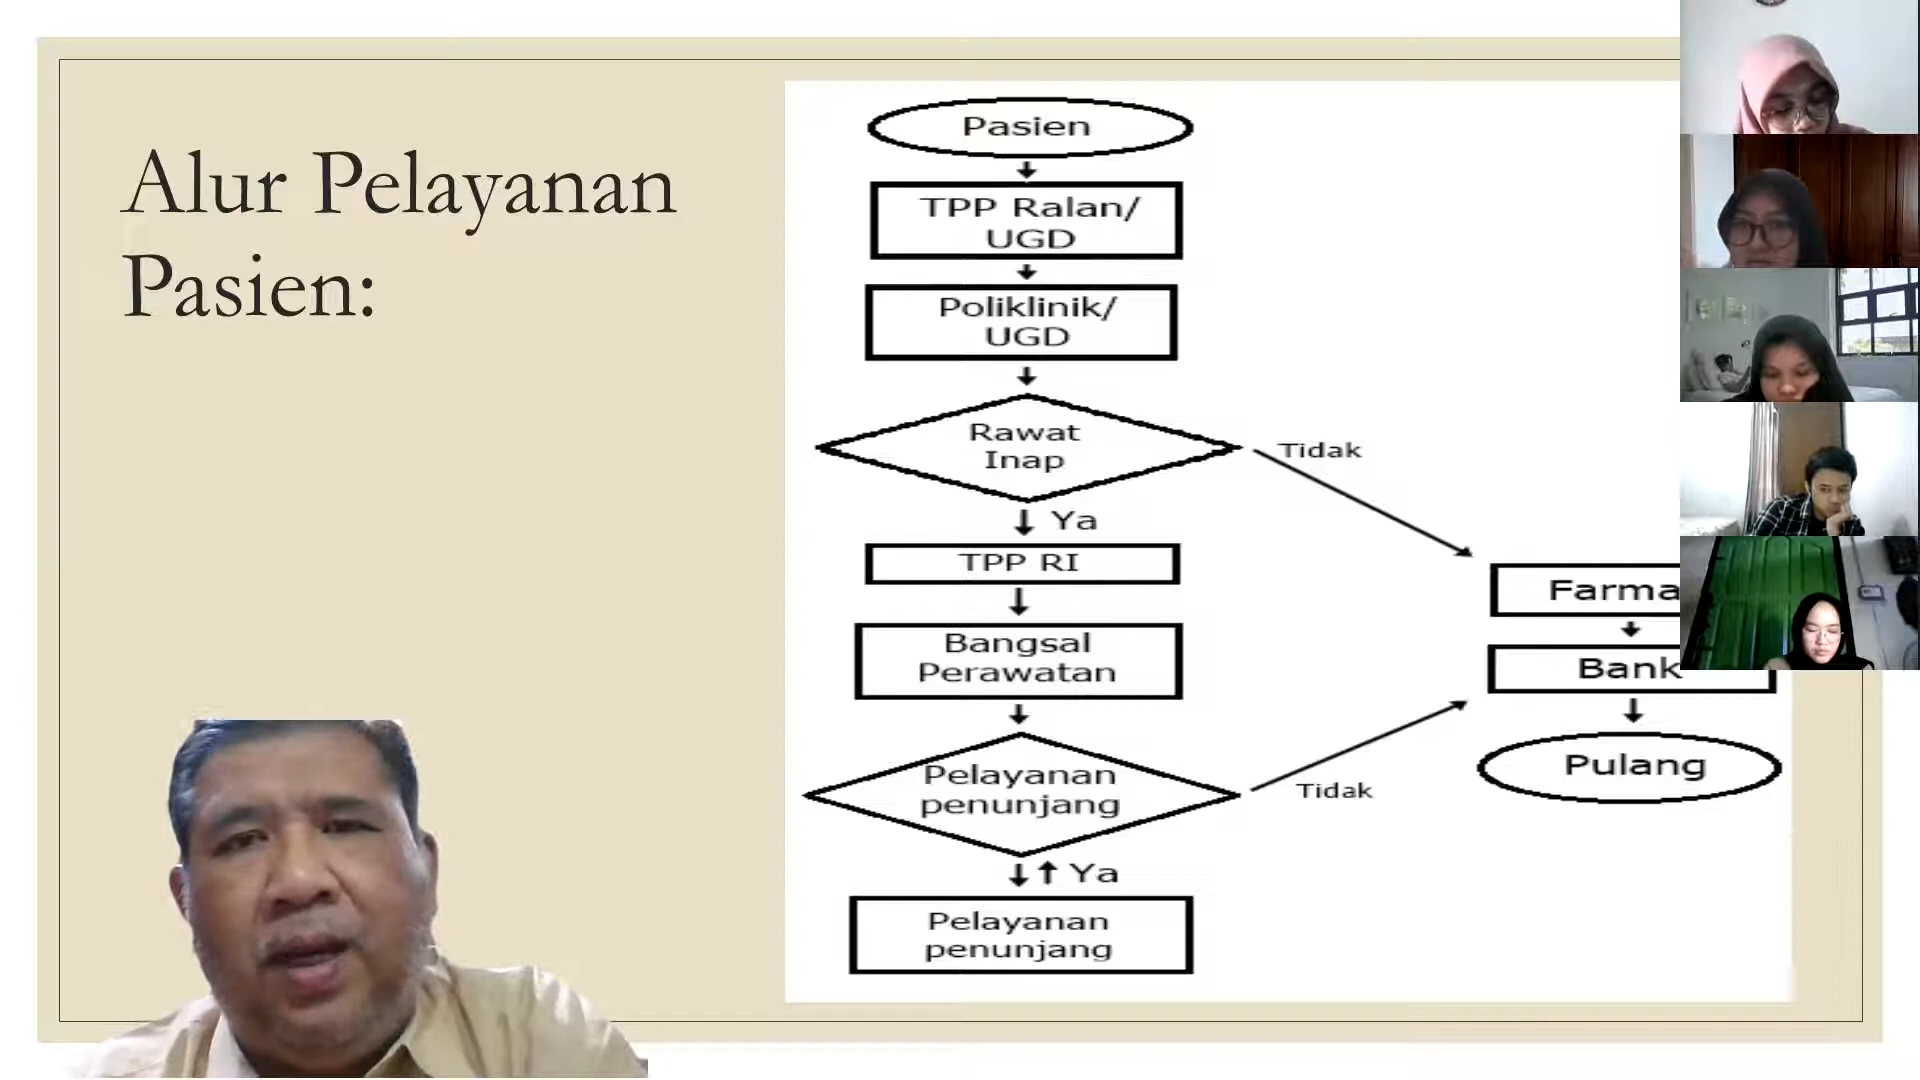 Alur Pelayanan
Pasien:
Pasien
TPP Ralan/
UGD
Poliklinik/
UGD
Rawat
Inap
Tidak
Ya
TPP RI
Bangsal
Perawatan
Pelayanan
penunjang
Tidak
Ya
Pelayanan
penunjang
Bank
Pulang